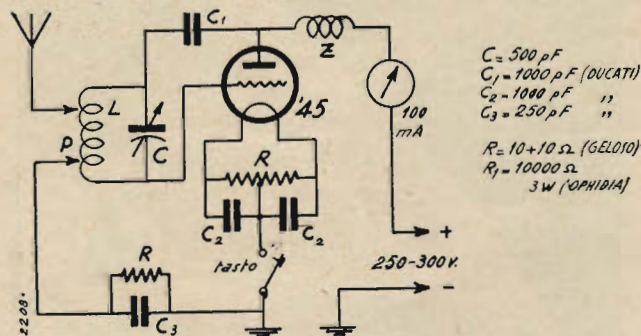 C₁
Z
L
P
C
'45
100
mA
R
C₂
C₂
tasto
R
C₃
250-300 V.
+
-
2208.
C = 500 pF
C₁ = 1000 pF (DUCATI)
C₂ = 1000 pF „
C₃ = 250 pF „
R = 10+10 Ω (GELOSO)
R₁ = 10000 Ω
3W (OPHIDIA)